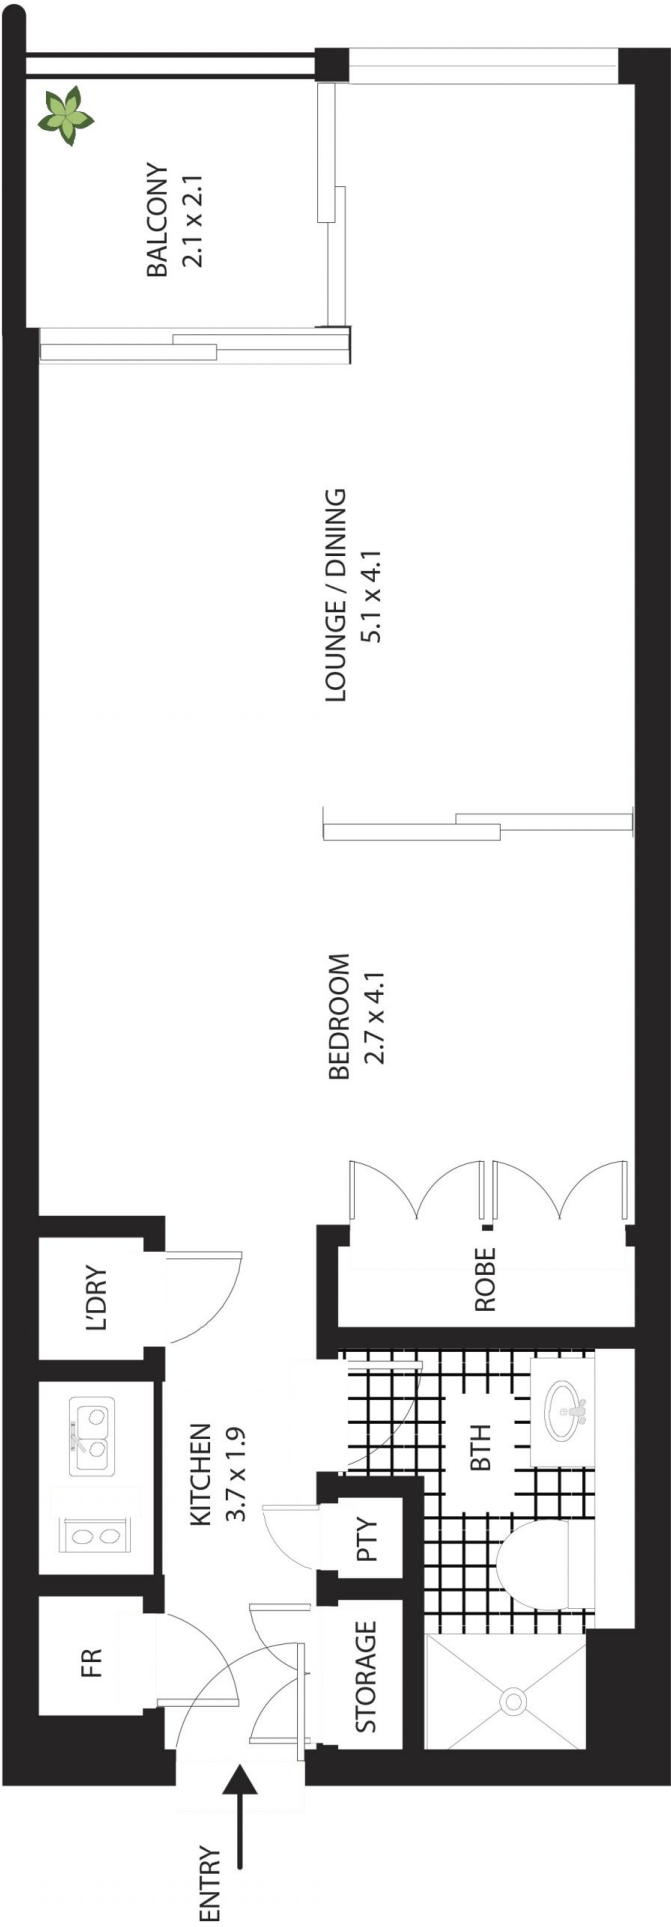 BALCONY
2.1 x 2.1
LOUNGE / DINING
5.1 x 4.1
BEDROOM
2.7 x 4.1
L'DRY
ROBE
KITCHEN
3.7 x 1.9
BTH
PTY
FR
STORAGE
ENTRY